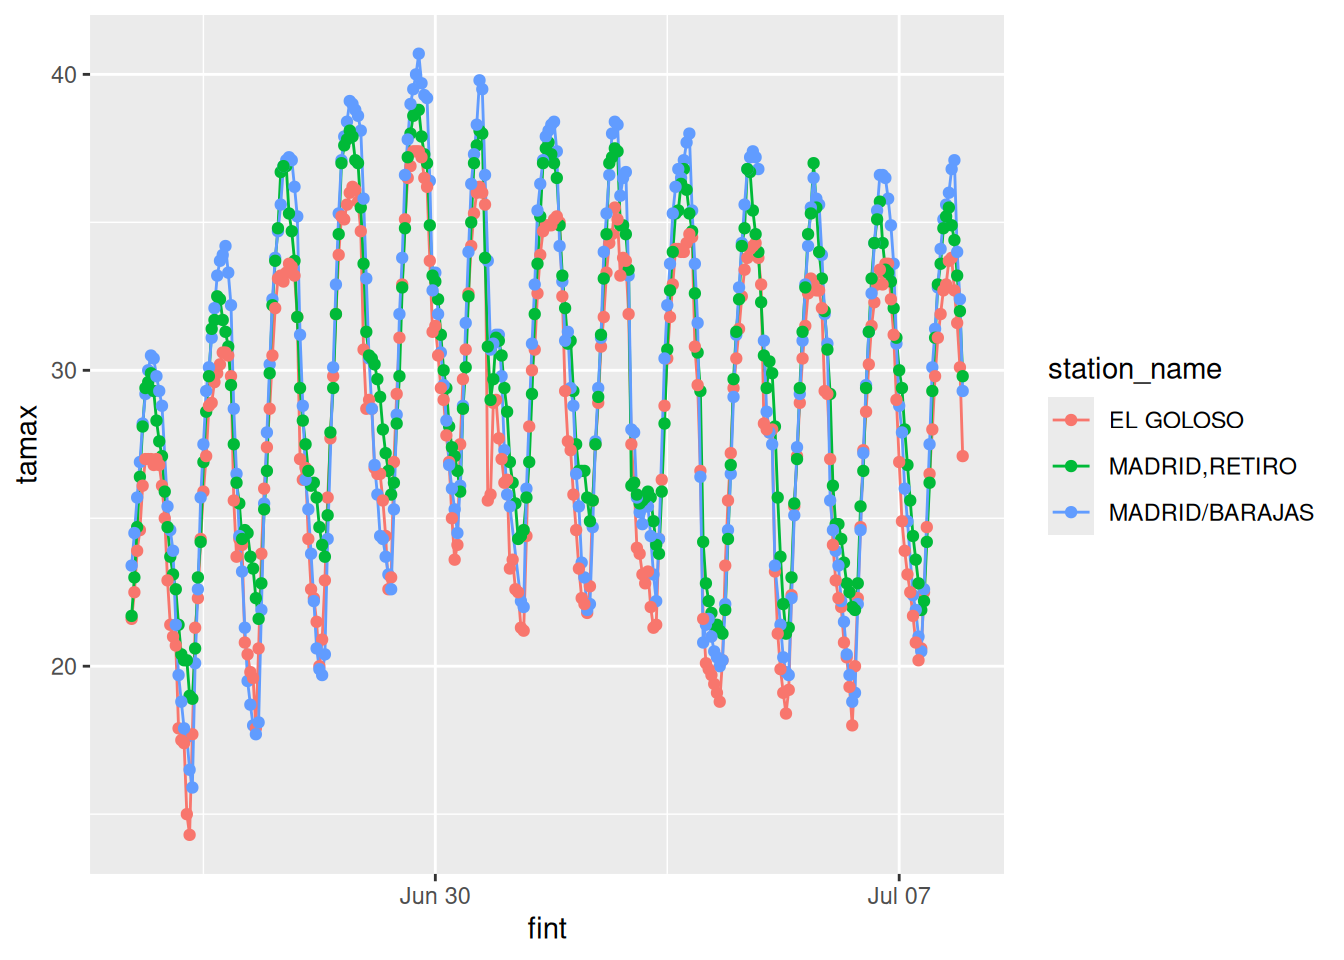 40
30
20
tamax
Jun 30
Jul 07
fint
station_name
EL GOLOSO
MADRID,RETIRO
MADRID/BARAJAS